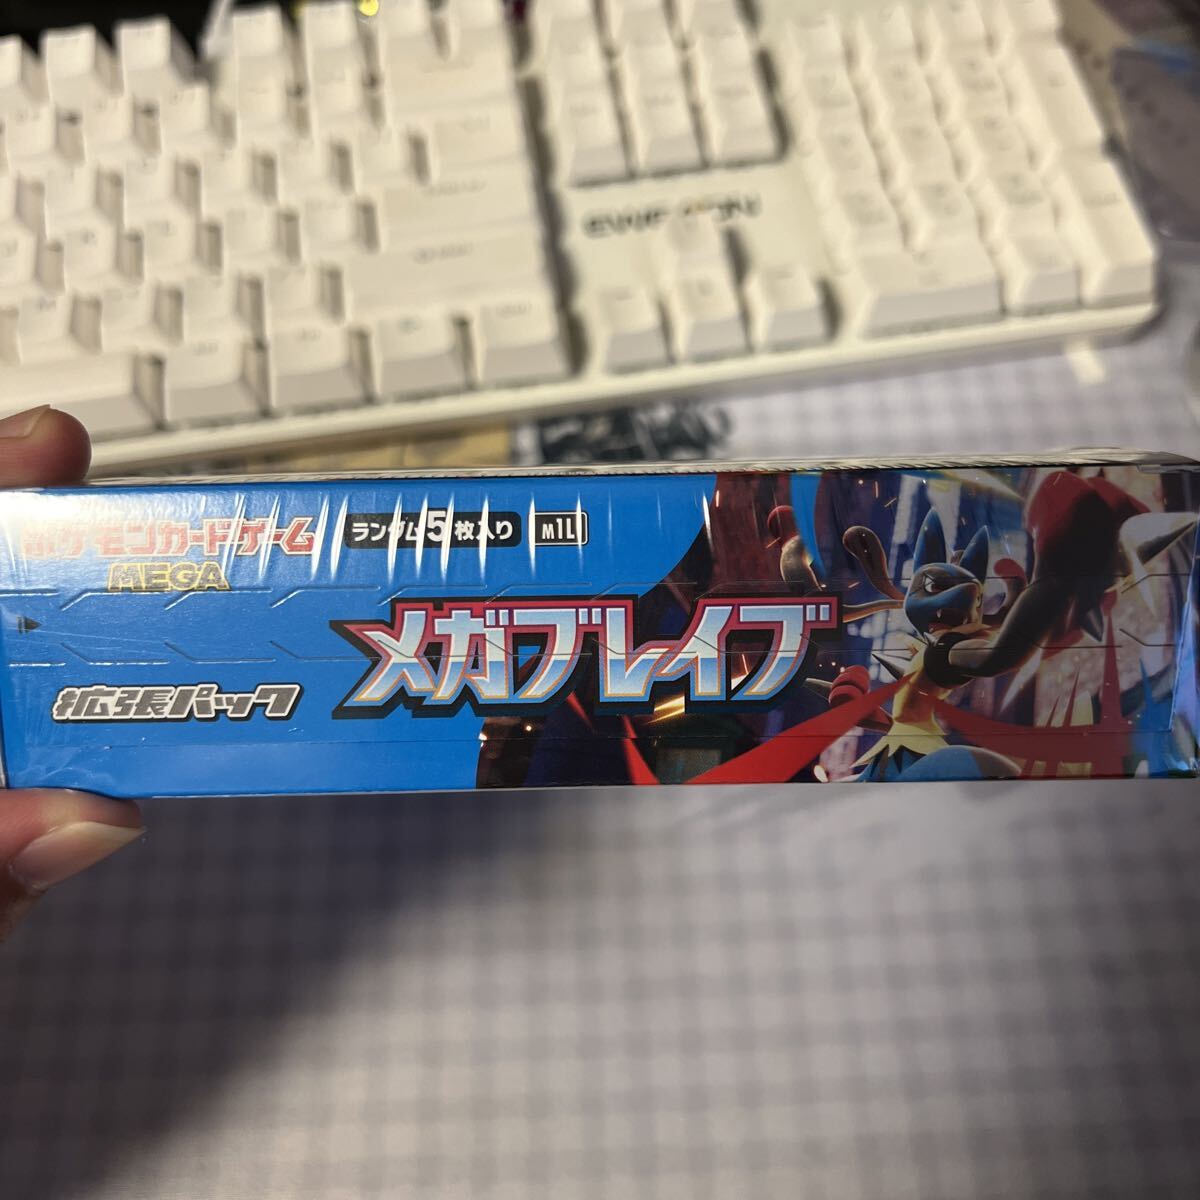 ポケモンカードゲーム
MEGA
ランダム5枚入り
M1L
メガブレイブ
拡張パック